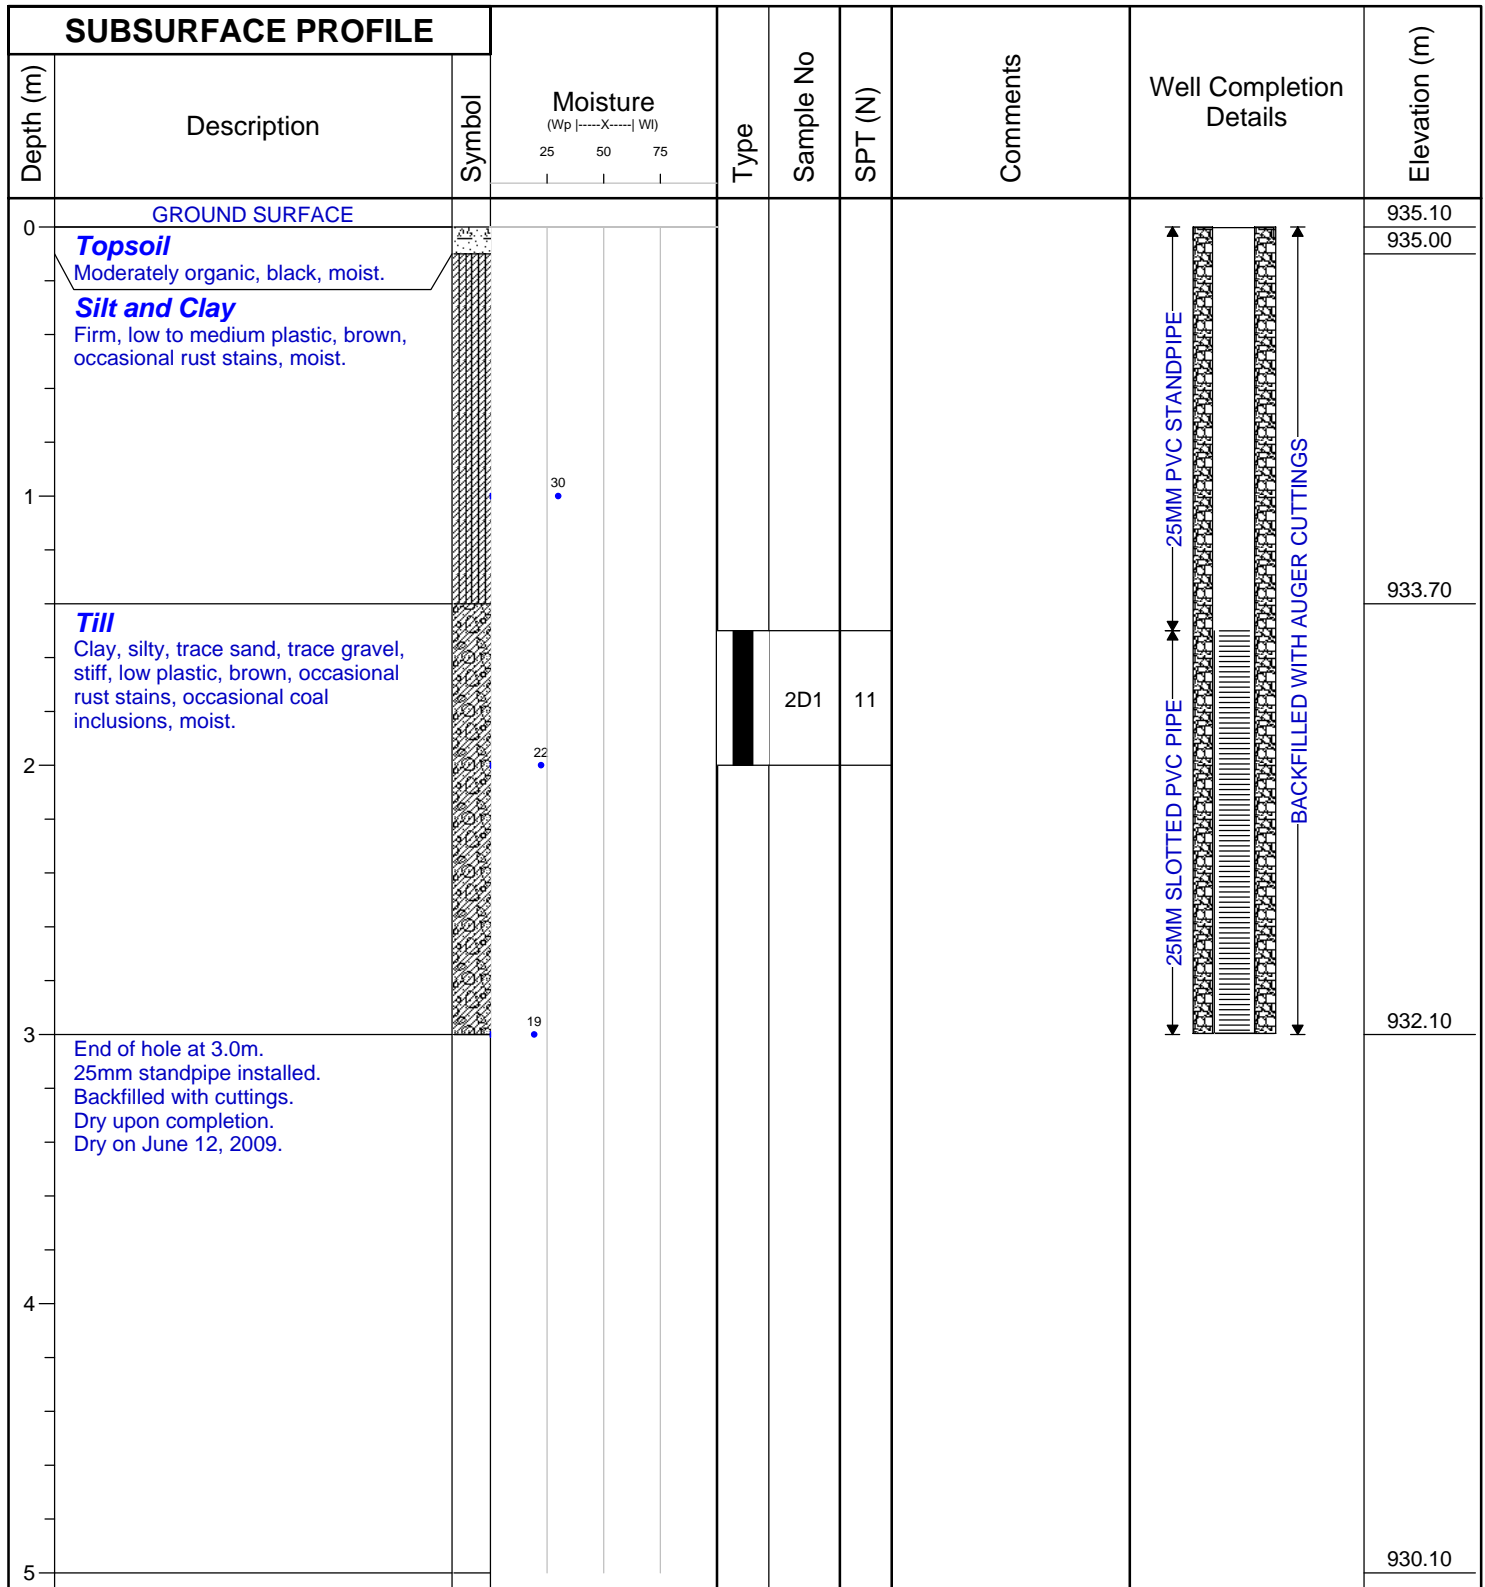 SUBSURFACE PROFILE
Depth (m)
Description
Symbol
Moisture
(Wp |-----X-----| Wl)
25 50 75
Type
Sample No
SPT (N)
Comments
Well Completion
Details
Elevation (m)
GROUND SURFACE
935.10
0
Topsoil
935.00
Moderately organic, black, moist.
Silt and Clay
Firm, low to medium plastic, brown,
occasional rust stains, moist.
25MM PVC STANDPIPE
BACKFILLED WITH AUGER CUTTINGS
30
1
933.70
Till
Clay, silty, trace sand, trace gravel,
stiff, low plastic, brown, occasional
rust stains, occasional coal
inclusions, moist.
2D1
11
25MM SLOTTED PVC PIPE
22
2
19
932.10
3
End of hole at 3.0m.
25mm standpipe installed.
Backfilled with cuttings.
Dry upon completion.
Dry on June 12, 2009.
4
930.10
5